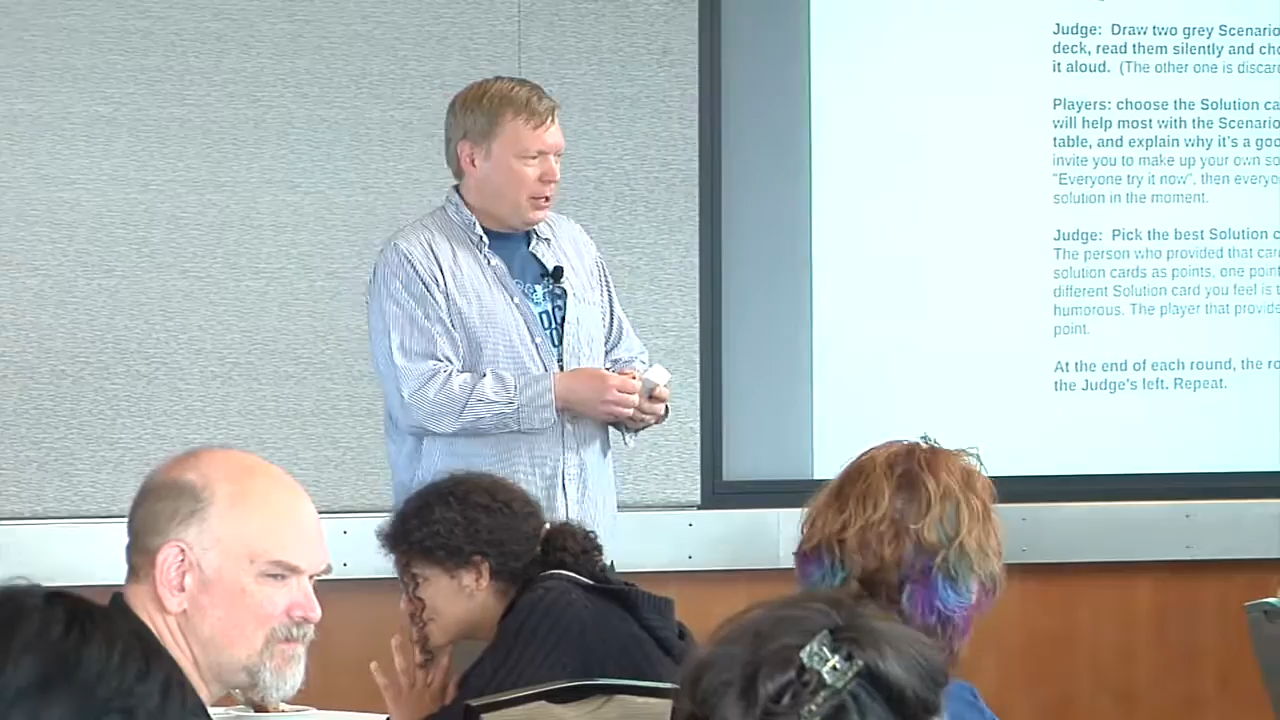 Judge: Draw two grey Scenario
deck, read them silently and cho
it aloud. (The other one is discar
Players: choose the Solution ca
will help most with the Scenario
table, and explain why it's a goo
invite you to make up your own so
"Everyone try it now", then everyo
solution in the moment.
Judge: Pick the best Solution c
The person who provided that car
solution cards as points, one poin
different Solution card you feel is t
humorous. The player that provide
point.
At the end of each round, the ro
the Judge's left. Repeat.